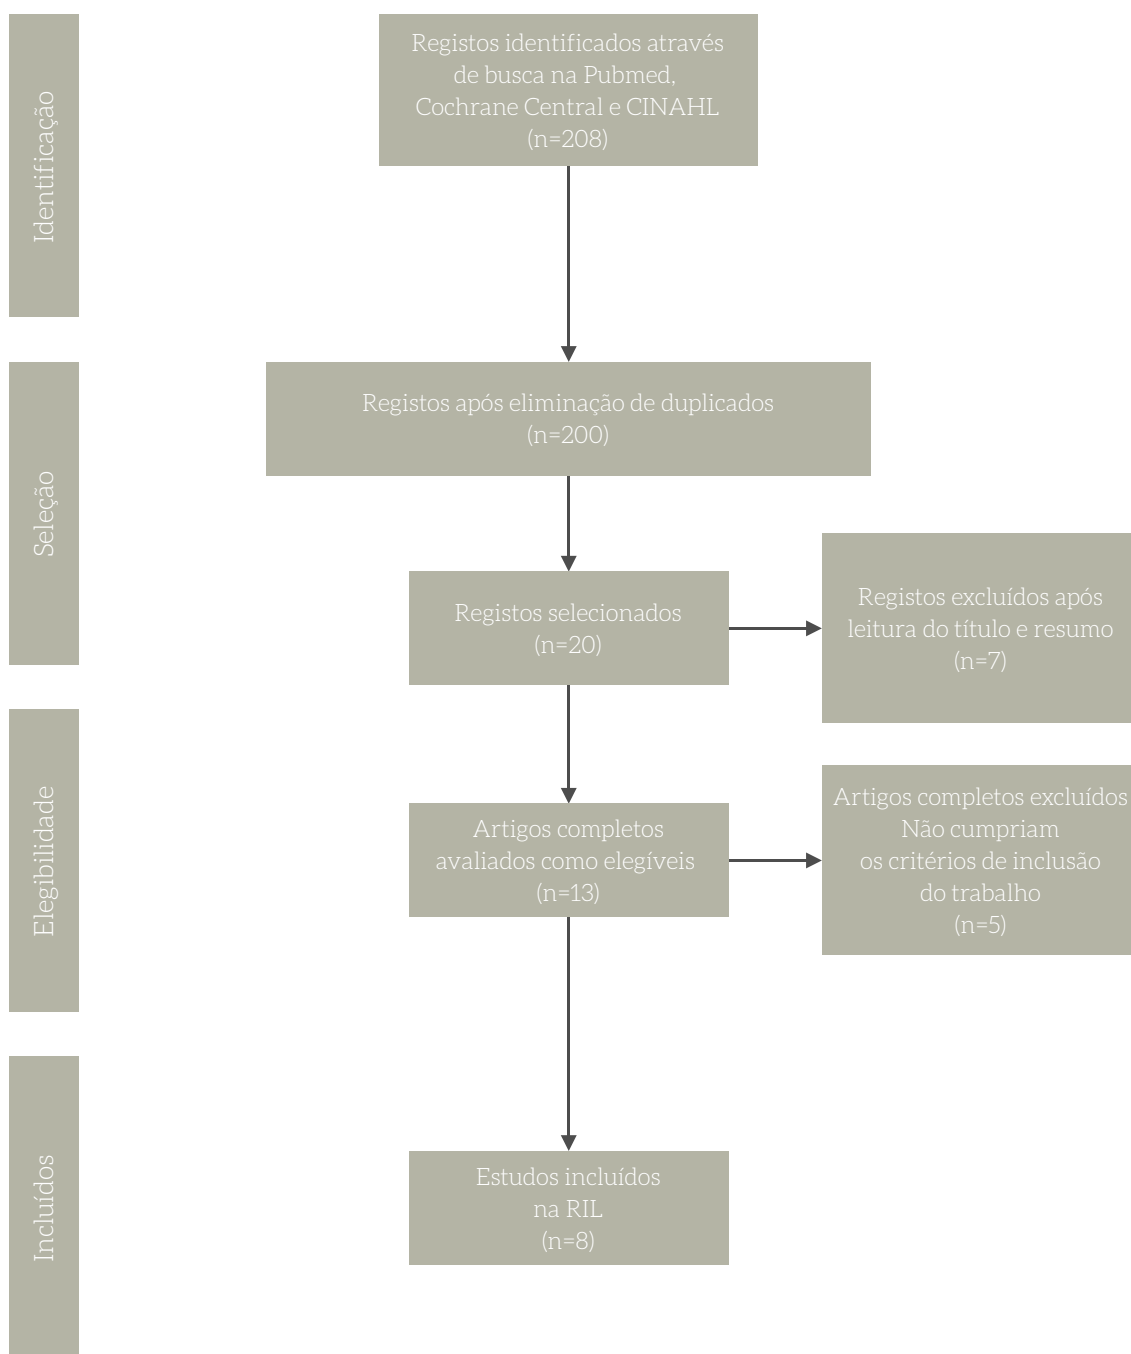 Identificação
Registos identificados através
de busca na Pubmed,
Cochrane Central e CINAHL
(n=208)
Seleção
Registos após eliminação de duplicados
(n=200)
Registos selecionados
(n=20)
Registos excluídos após
leitura do título e resumo
(n=7)
Elegibilidade
Artigos completos
avaliados como elegíveis
(n=13)
Artigos completos excluídos
Não cumpriam
os critérios de inclusão
do trabalho
(n=5)
Incluídos
Estudos incluídos
na RIL
(n=8)